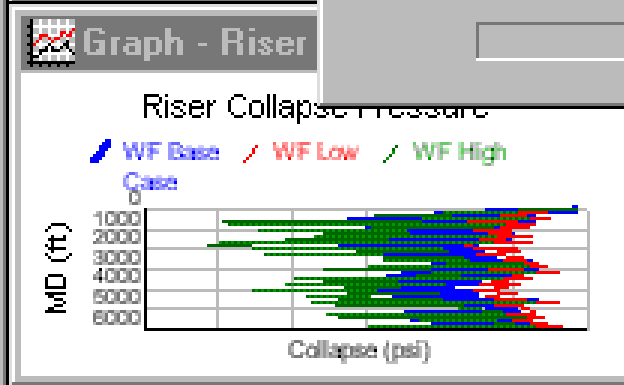 Graph - Riser
Riser Collapse Pressure
WF Base Case
WF Low
WF High
MD (ft)
0
1000
2000
3000
4000
5000
6000
Collapse (psi)